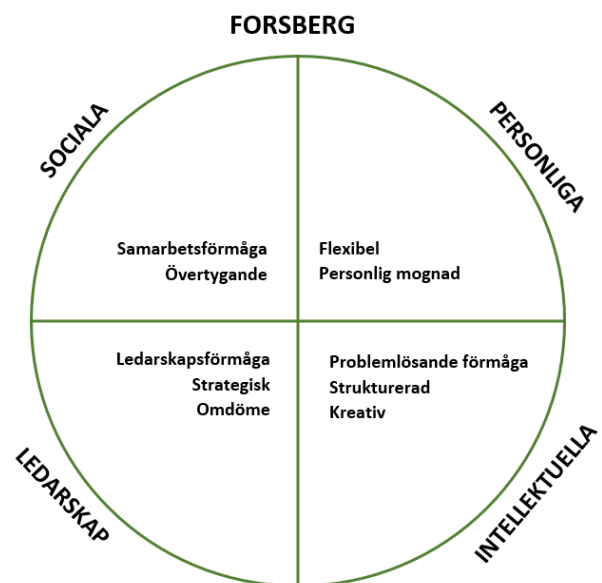 FORSBERG
SOCIALA
PERSONLIGA
Samarbetsförmåga
Övertygande
Flexibel
Personlig mognad
Ledarskapsförmåga
Strategisk
Omdöme
Problemlösande förmåga
Strukturerad
Kreativ
LEDARSKAP
INTELLEKTUELLA